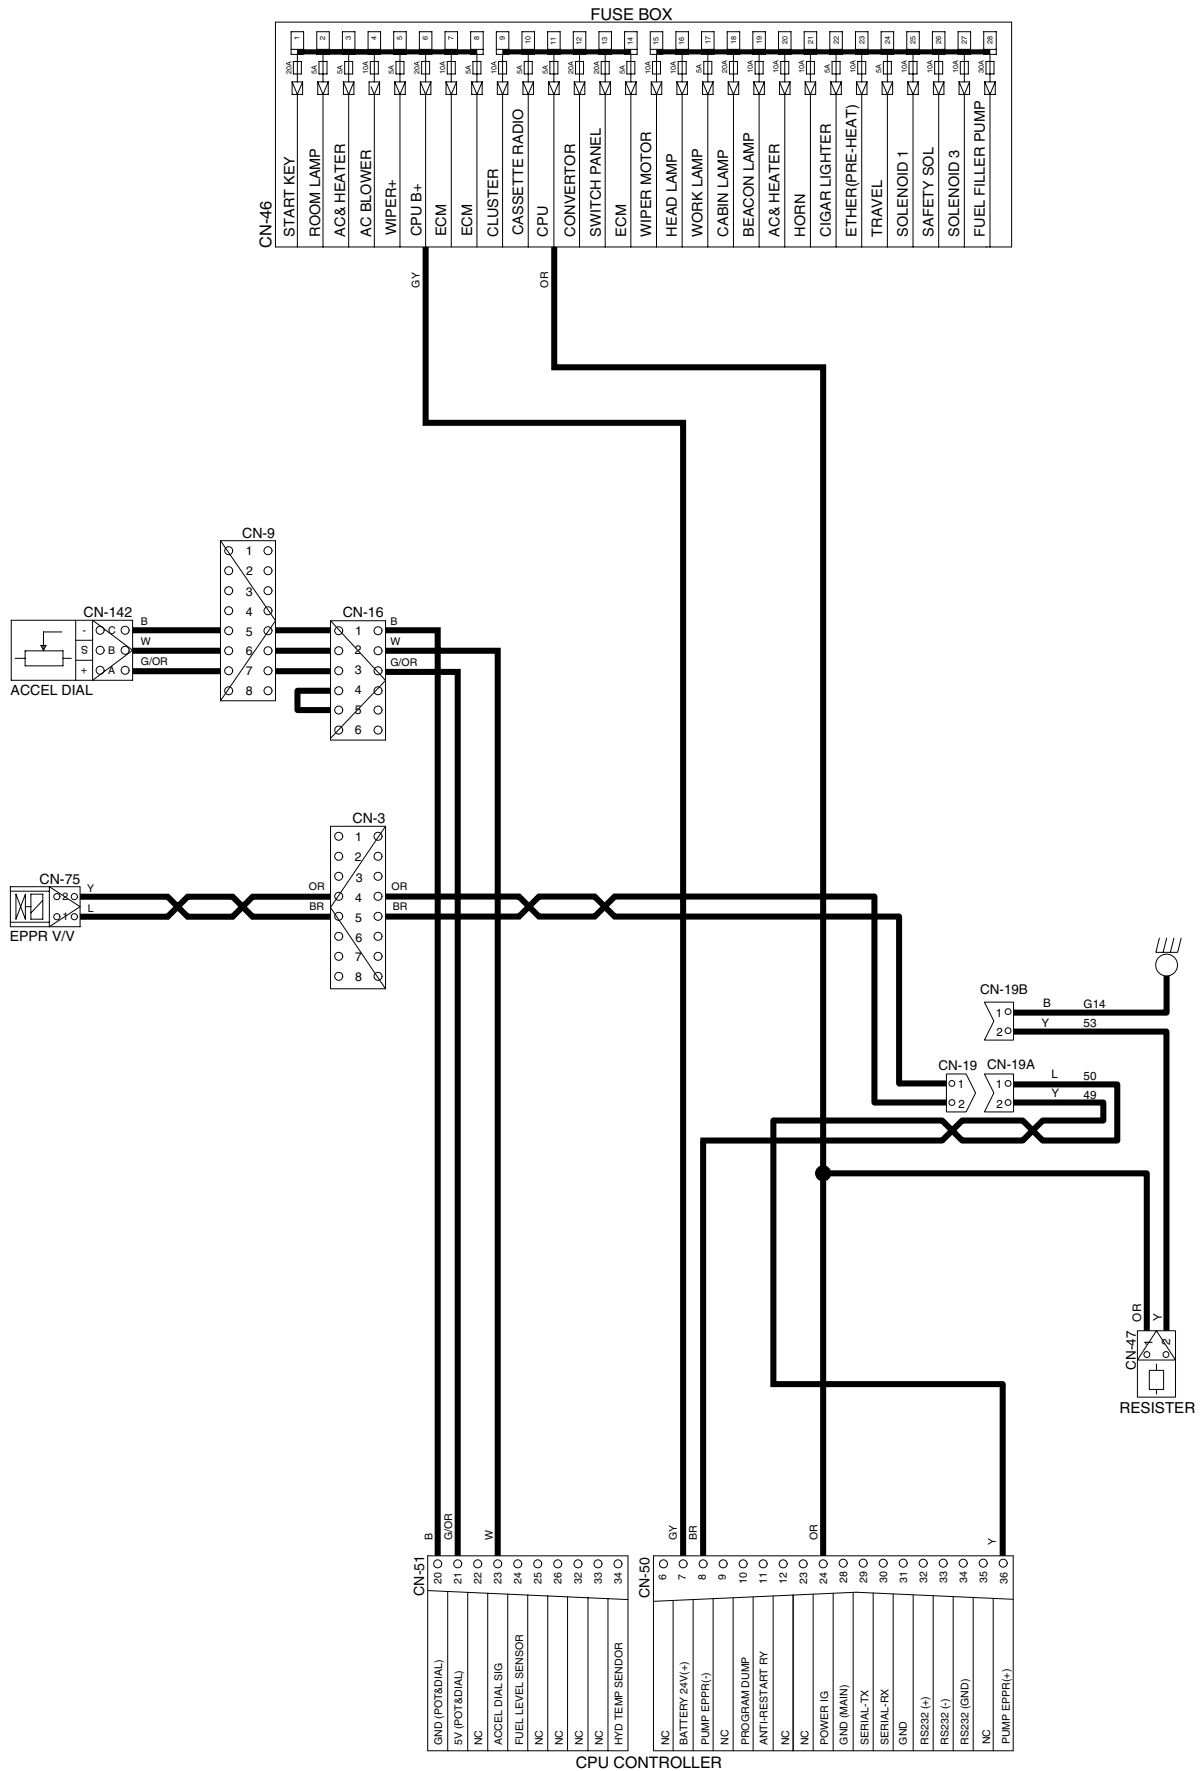 FUSE BOX
1 2 3 4 5 6 7 8 9 10 11 12 13 14 15 16 17 18 19 20 21 22 23 24 25 26 27 28
20A 5A 5A 10A 5A 20A 10A 5A 10A 5A 10A 20A 20A 5A 10A 10A 5A 20A 10A 10A 10A 5A 10A 5A 10A 10A 10A 30A
CN-46
START KEY
ROOM LAMP
AC& HEATER
AC BLOWER
WIPER+
CPU B+
ECM
ECM
CLUSTER
CASSETTE RADIO
CPU
CONVERTOR
SWITCH PANEL
ECM
WIPER MOTOR
HEAD LAMP
WORK LAMP
CABIN LAMP
BEACON LAMP
AC& HEATER
HORN
CIGAR LIGHTER
ETHER(PRE-HEAT)
TRAVEL
SOLENOID 1
SAFETY SOL
SOLENOID 3
FUEL FILLER PUMP
GY
OR
CN-9
1
2
3
4
5
6
7
8
CN-142
- C B
S B W
+ A G/OR
ACCEL DIAL
CN-16
1 B
2 W
3 G/OR
4
5
6
CN-3
1
2
3
OR 4 OR
BR 5 BR
6
7
8
CN-75
2 Y
1 L
EPPR V/V
CN-19B
1 B G14
2 Y 53
CN-19
1
2
CN-19A
1 L 50
2 Y 49
OR
Y
CN-47
1
2
RESISTER
B
G/OR
W
GY
BR
OR
Y
CN-51
20 21 22 23 24 25 26 32 33 34
GND (POT&DIAL)
5V (POT&DIAL)
NC
ACCEL DIAL SIG
FUEL LEVEL SENSOR
NC
NC
NC
NC
HYD TEMP SENDOR
CN-50
6 7 8 9 10 11 12 23 24 28 29 30 31 32 33 34 35 36
NC
BATTERY 24V(+)
PUMP EPPR(-)
NC
PROGRAM DUMP
ANTI-RESTART RY
NC
NC
POWER IG
GND (MAIN)
SERIAL-TX
SERIAL-RX
GND
RS232 (+)
RS232 (-)
RS232 (GND)
NC
PUMP EPPR(+)
CPU CONTROLLER